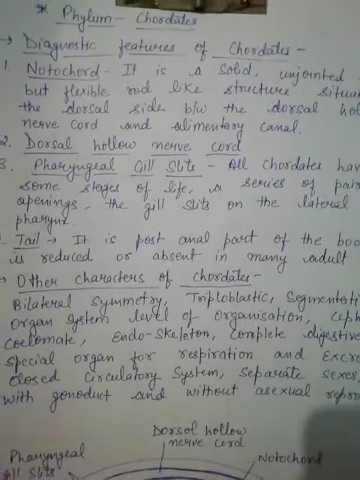 * Phylum - Chordates
→ Diagnostic features of Chordates -
1. Notochord - It is a solid, unjointed
but flexible rod like structure situa
the dorsal side b/w the dorsal hol
nerve cord and alimentary canal.
2. Dorsal hollow nerve cord
3. Pharyngeal Gill Slits - All Chordates hav
some stages of life, a series of pair
openings, the gill slits on the lateral
pharynx.
Tail → It is post anal part of the bod
is reduced or absent in many adult
→ Other characters of chordates -
Bilateral Symmetry, Triploblastic, Segmentati
organ system level of organisation, Ceph
coelomate, Endo-skeleton, Complete digestive
special organ for respiration and Excre
closed Circulatory System, separate sexes,
with gonoduct and without asexual repro
Dorsal hollow
nerve cord
Pharyngeal
Gill Slits
Notochord